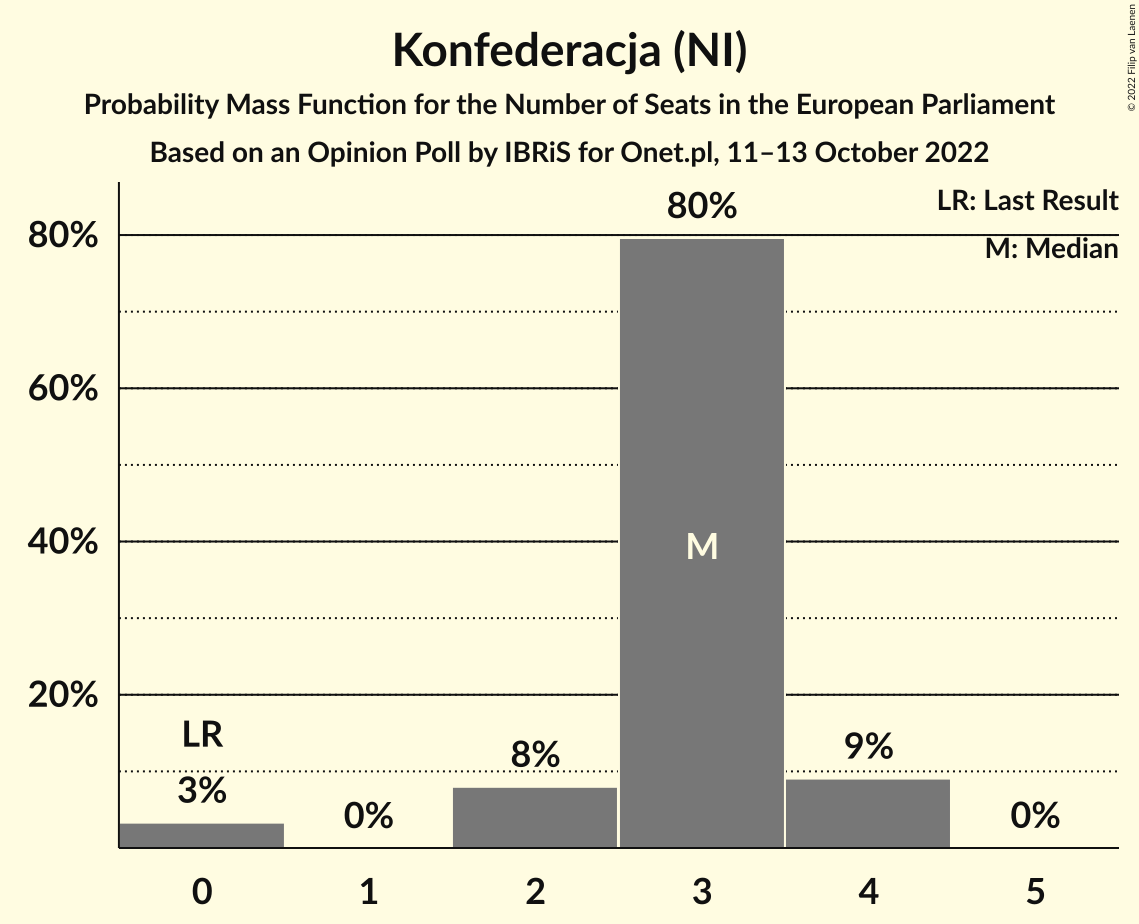 Konfederacja (NI)
Probability Mass Function for the Number of Seats in the European Parliament
Based on an Opinion Poll by IBRiS for Onet.pl, 11–13 October 2022
© 2022 Filip van Laenen
LR: Last Result
M: Median
80%
80%
60%
40%
20%
M
LR
3%
0%
8%
9%
0%
0 1 2 3 4 5